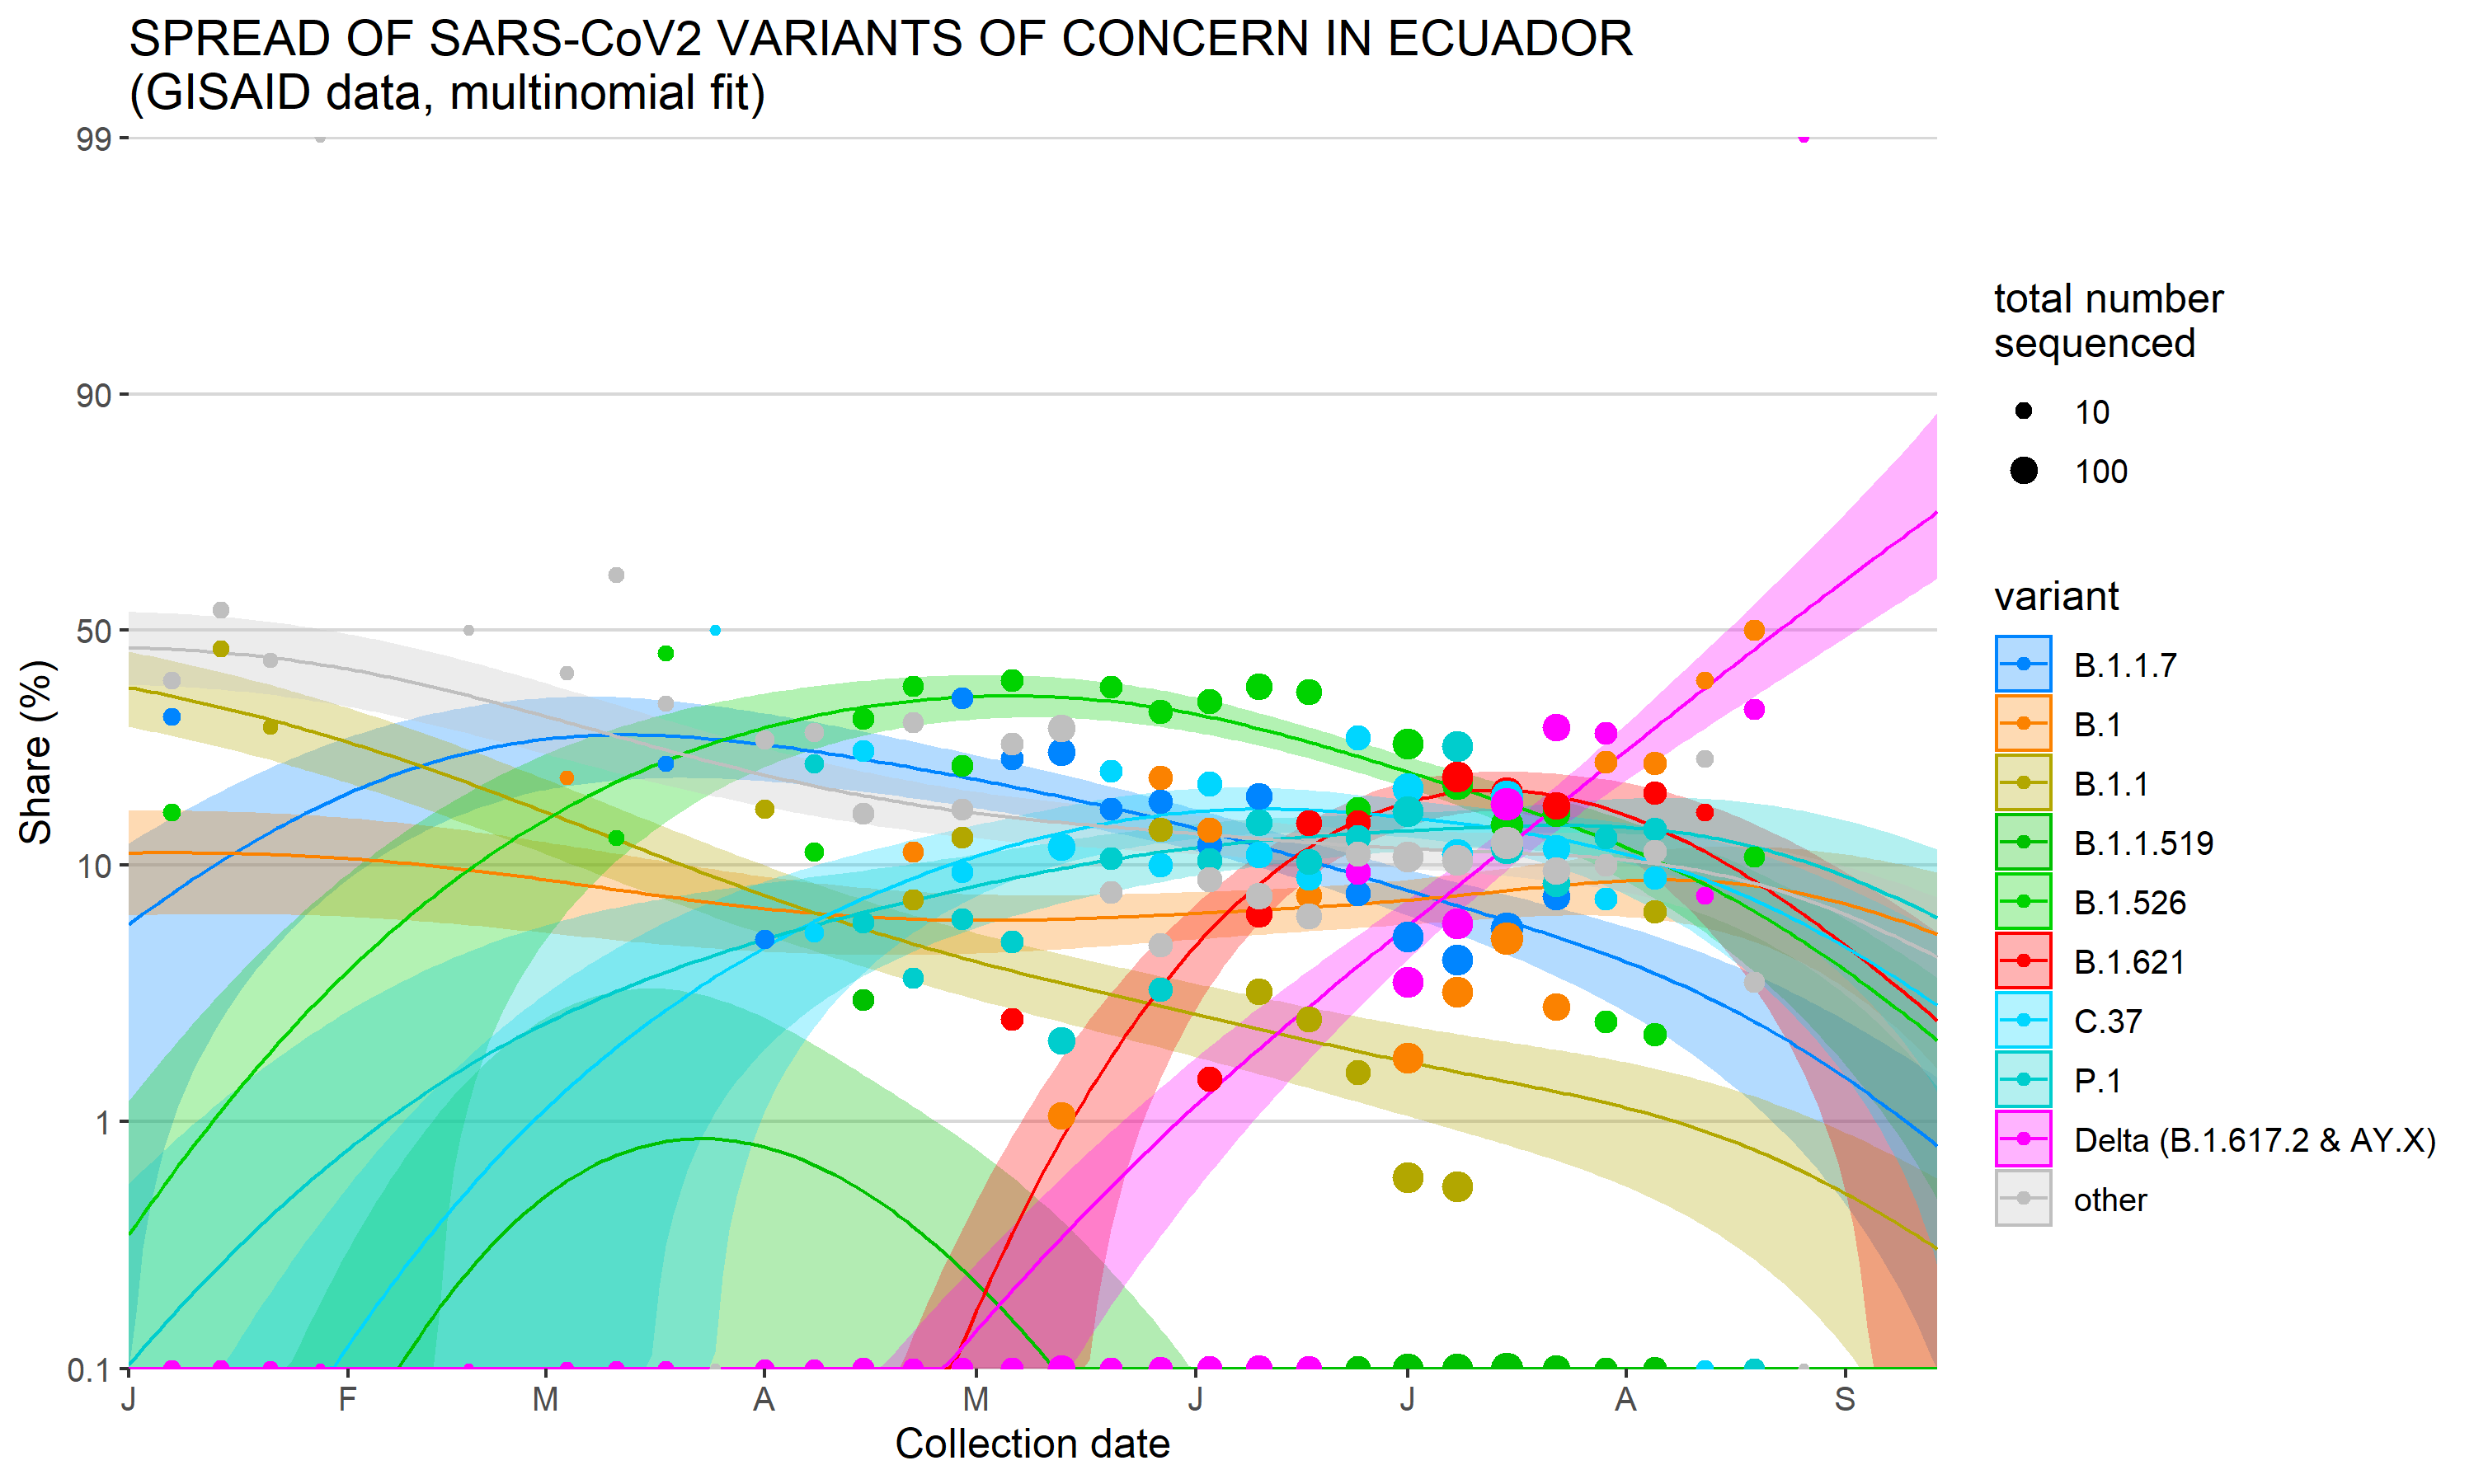 SPREAD OF SARS-CoV2 VARIANTS OF CONCERN IN ECUADOR
(GISAID data, multinomial fit)
99
90
50
10
1
0.1
Share (%)
J F M A M J J A S
Collection date
total number
sequenced
10
100
variant
B.1.1.7
B.1
B.1.1
B.1.1.519
B.1.526
B.1.621
C.37
P.1
Delta (B.1.617.2 & AY.X)
other